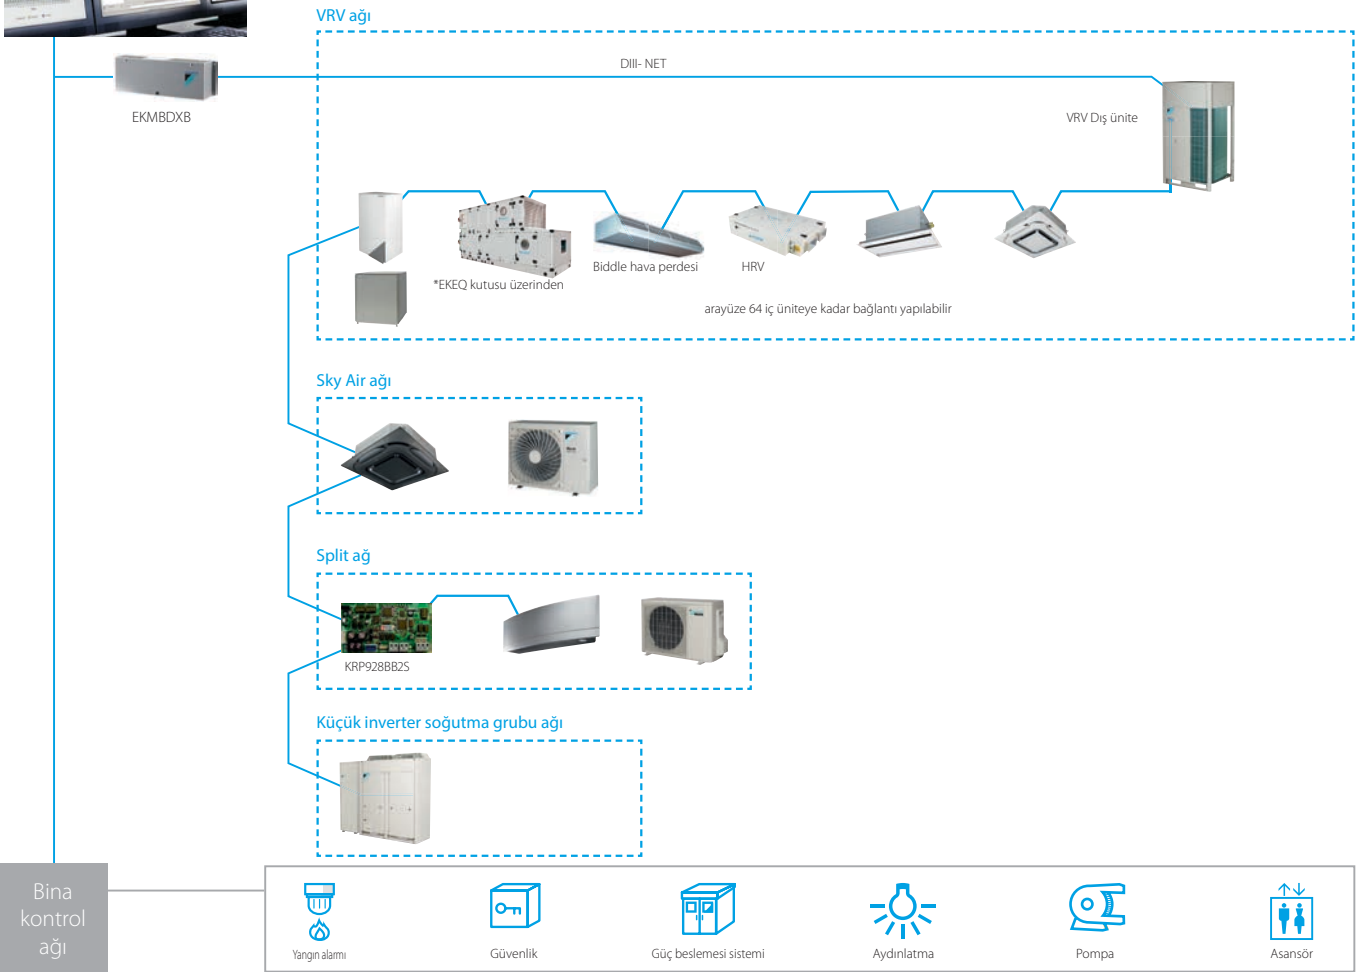 VRV ağı
DIII- NET
EKMBDXB
VRV Dış ünite
Biddle hava perdesi
HRV
*EKEQ kutusu üzerinden
arayüze 64 iç üniteye kadar bağlantı yapılabilir
Sky Air ağı
Split ağ
KRP928BB2S
Küçük inverter soğutma grubu ağı
Bina
kontrol
ağı
Yangın alarmı
Güvenlik
Güç beslemesi sistemi
Aydınlatma
Pompa
Asansör